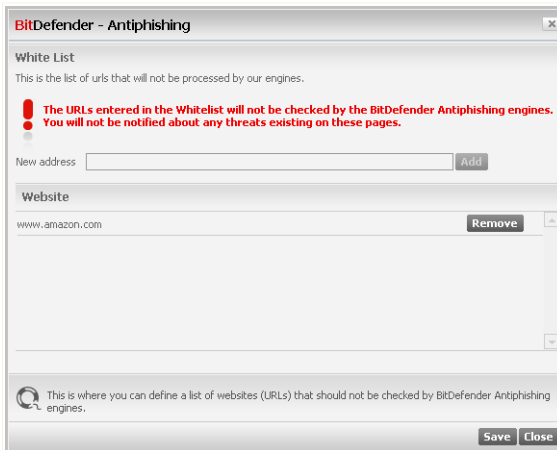 BitDefender - Antiphishing
White List
This is the list of urls that will not be processed by our engines.
The URLs entered in the Whitelist will not be checked by the BitDefender Antiphishing engines.
You will not be notified about any threats existing on these pages.
New address Add
Website
www.amazon.com Remove
This is where you can define a list of websites (URLs) that should not be checked by BitDefender Antiphishing
engines.
Save Close